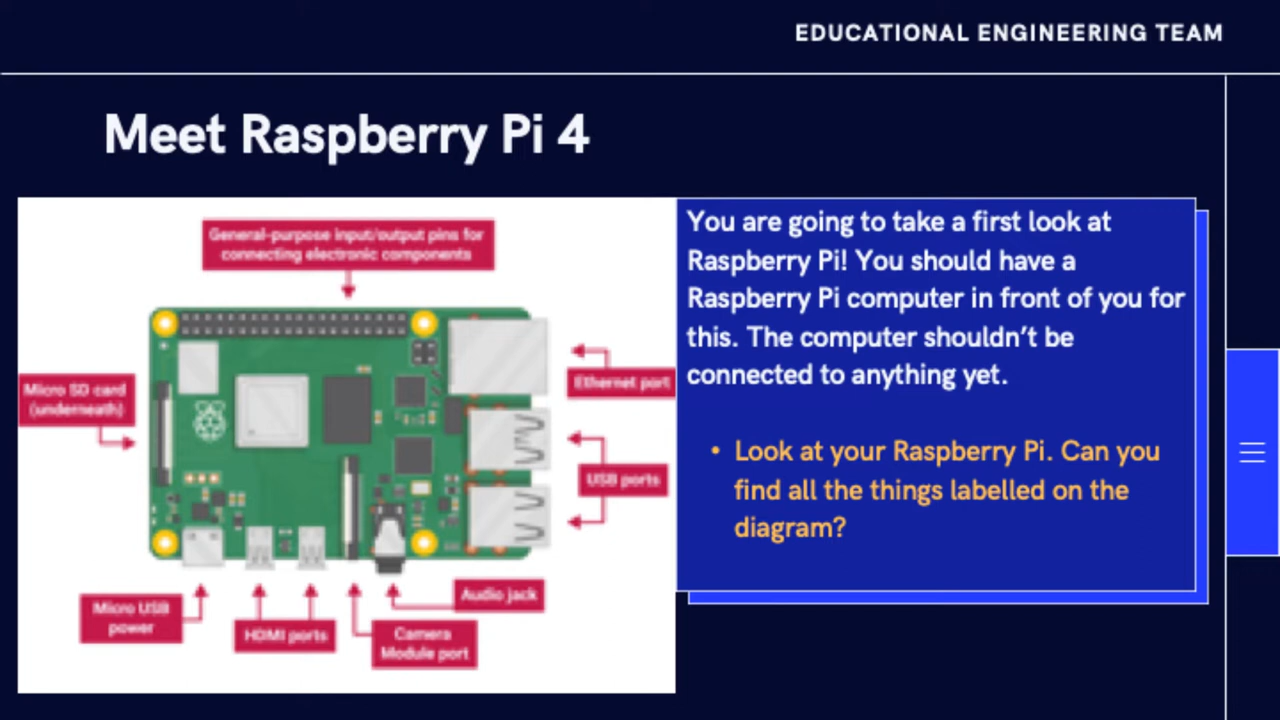 EDUCATIONAL ENGINEERING TEAM
Meet Raspberry Pi 4
General-purpose input/output pins for
connecting electronic components
Micro SD card
(underneath)
Ethernet port
USB ports
Micro USB
power
HDMI ports
Camera
Module port
Audio jack
You are going to take a first look at
Raspberry Pi! You should have a
Raspberry Pi computer in front of you for
this. The computer shouldn’t be
connected to anything yet.
• Look at your Raspberry Pi. Can you
find all the things labelled on the
diagram?